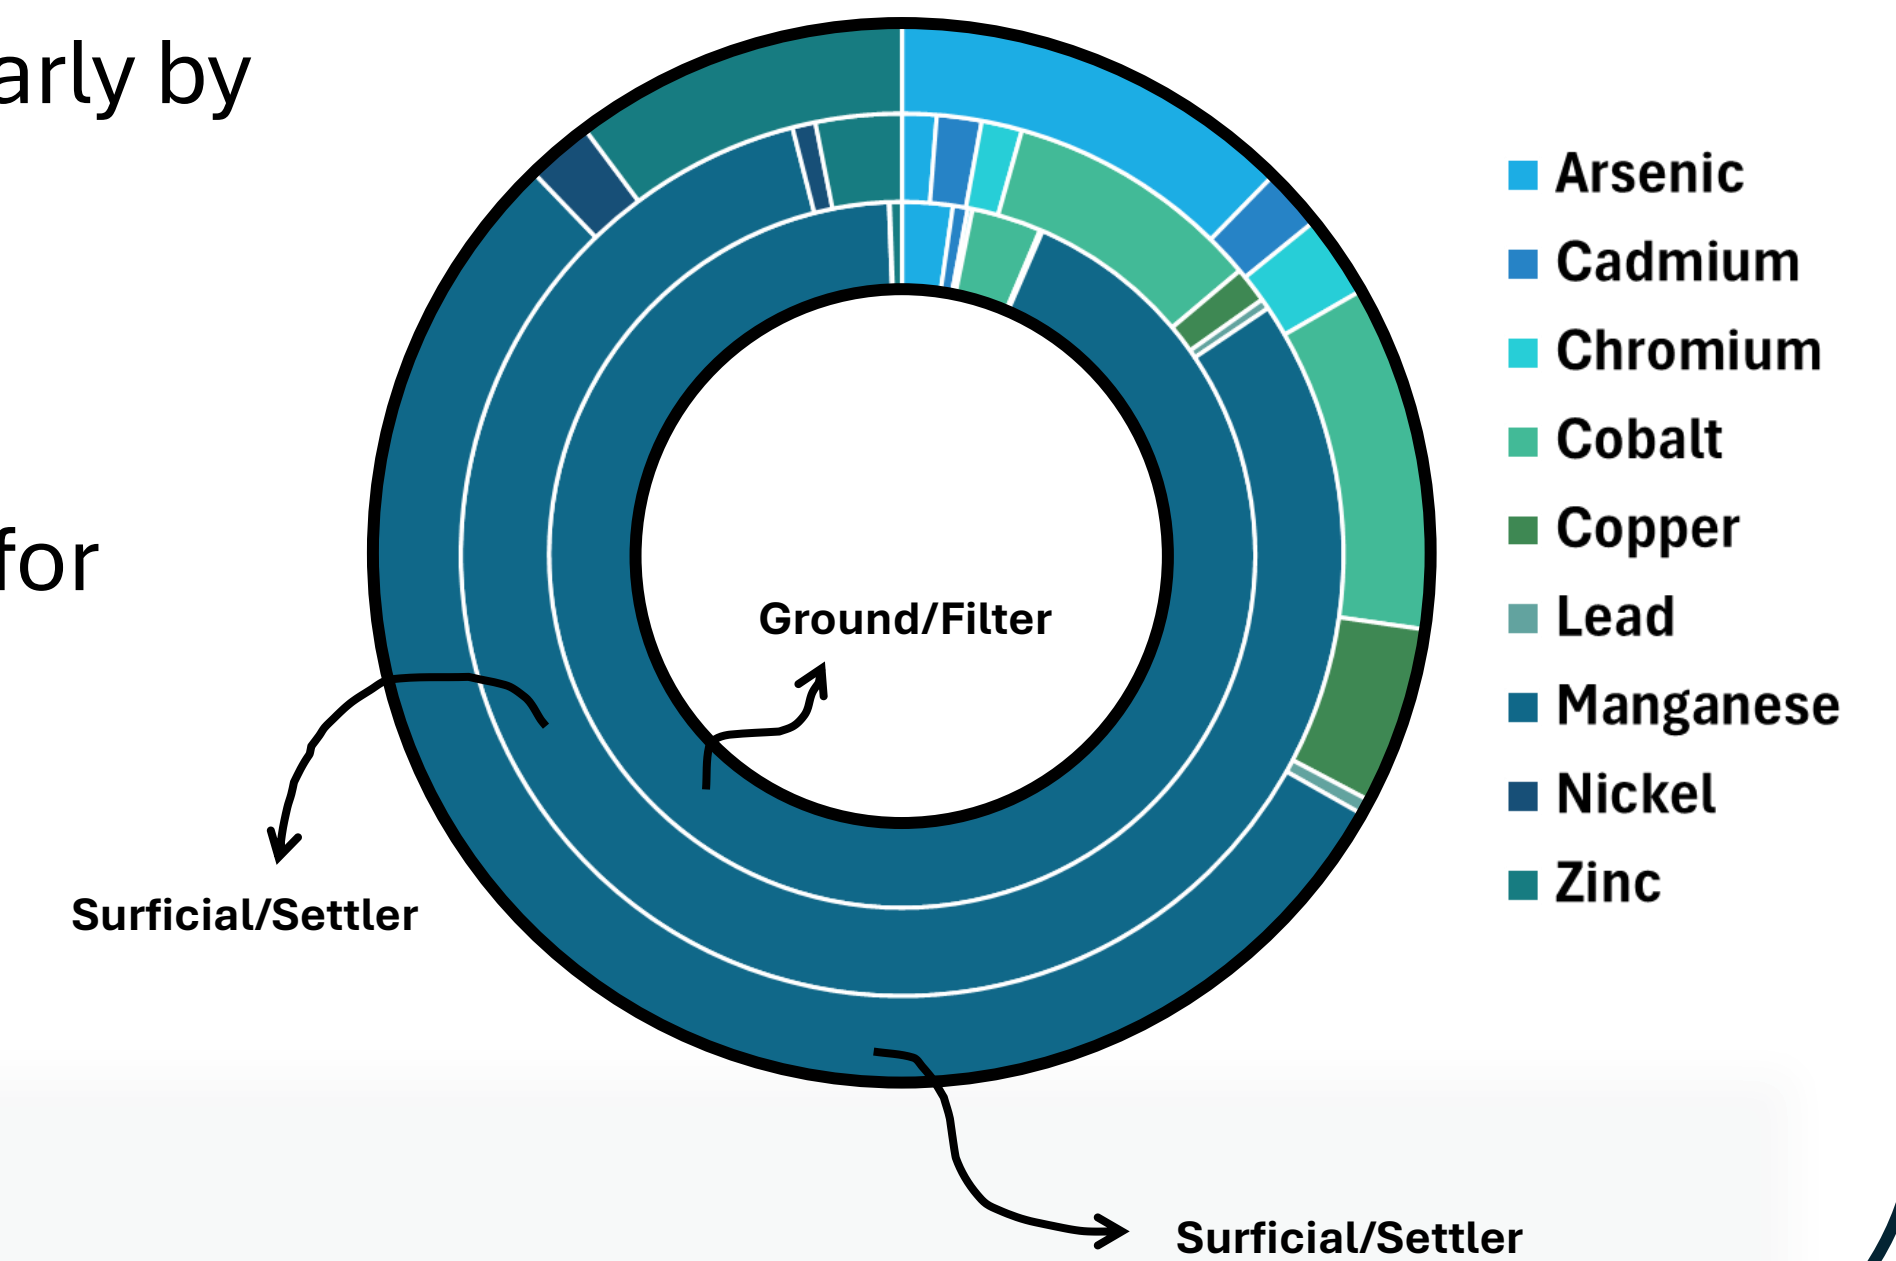 arly by
for
Arsenic
Cadmium
Chromium
Cobalt
Copper
Lead
Manganese
Nickel
Zinc
Ground/Filter
Surficial/Settler
Surficial/Settler